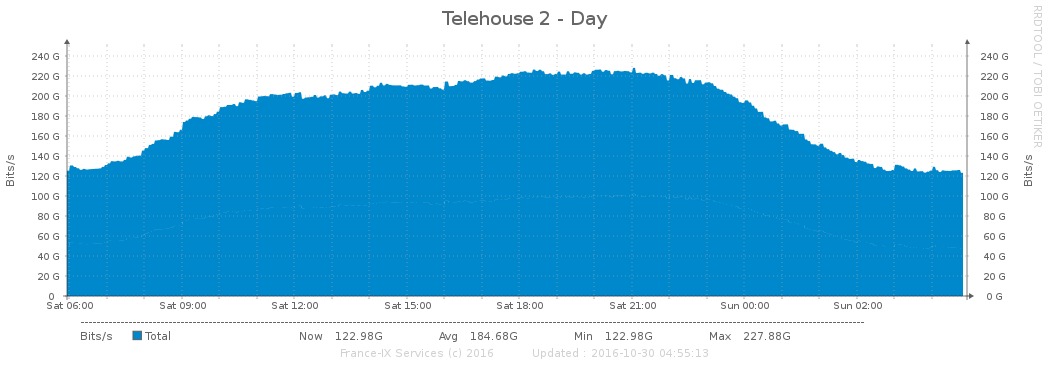 Telehouse 2 - Day
RRDTOOL / TOBI OETIKER
Bits/s
Bits/s
240 G 240 G
220 G 220 G
200 G 200 G
180 G 180 G
160 G 160 G
140 G 140 G
120 G 120 G
100 G 100 G
80 G 80 G
60 G 60 G
40 G 40 G
20 G 20 G
0 0 G
Sat 06:00 Sat 09:00 Sat 12:00 Sat 15:00 Sat 18:00 Sat 21:00 Sun 00:00 Sun 02:00
Bits/s Total Now 122.98G Avg 184.68G Min 122.98G Max 227.88G
France-IX Services (c) 2016 Updated : 2016-10-30 04:55:13